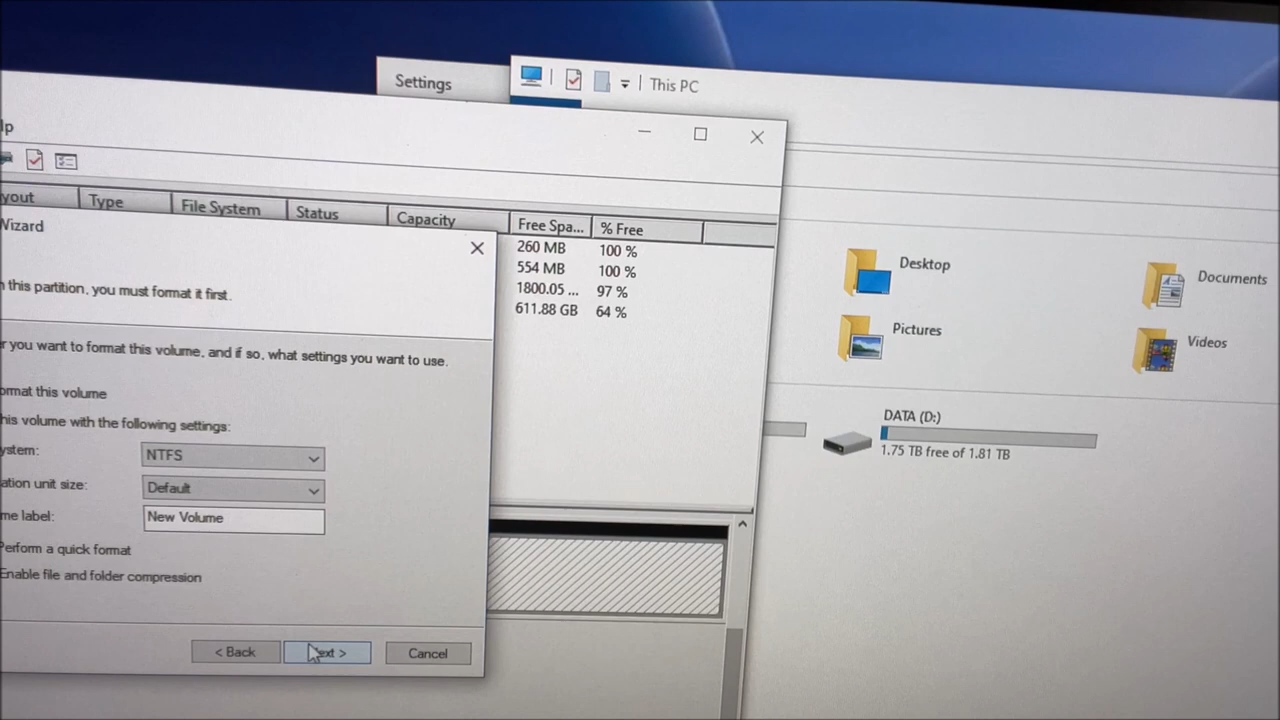 Settings
This PC
lp
yout Type File System Status Capacity Free Spa... % Free
260 MB 100 %
554 MB 100 %
1800.05 ... 97 %
611.88 GB 64 %
Wizard
n this partition, you must format it first.
r you want to format this volume, and if so, what settings you want to use.
ormat this volume
his volume with the following settings:
ystem: NTFS
ation unit size: Default
me label: New Volume
Perform a quick format
Enable file and folder compression
< Back
Next >
Cancel
Desktop
Documents
Pictures
Videos
DATA (D:)
1.75 TB free of 1.81 TB